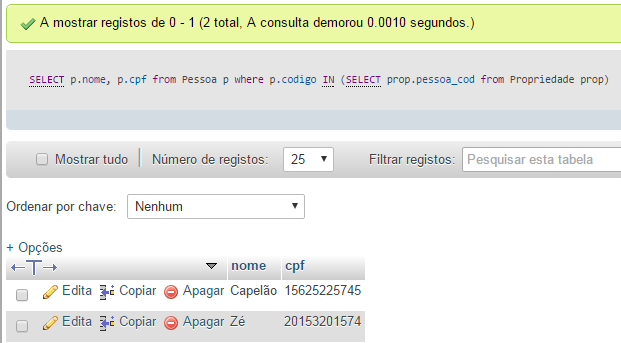 A mostrar registos de 0 - 1 (2 total, A consulta demorou 0.0010 segundos.)
SELECT p.nome, p.cpf from Pessoa p where p.codigo IN (SELECT prop.pessoa_cod from Propriedade prop)
Mostrar tudo Número de registos: 25 Filtrar registos: Pesquisar esta tabela
Ordenar por chave: Nenhum
+ Opções
nome cpf
Edita Copiar Apagar Capelão 15625225745
Edita Copiar Apagar Zé 20153201574